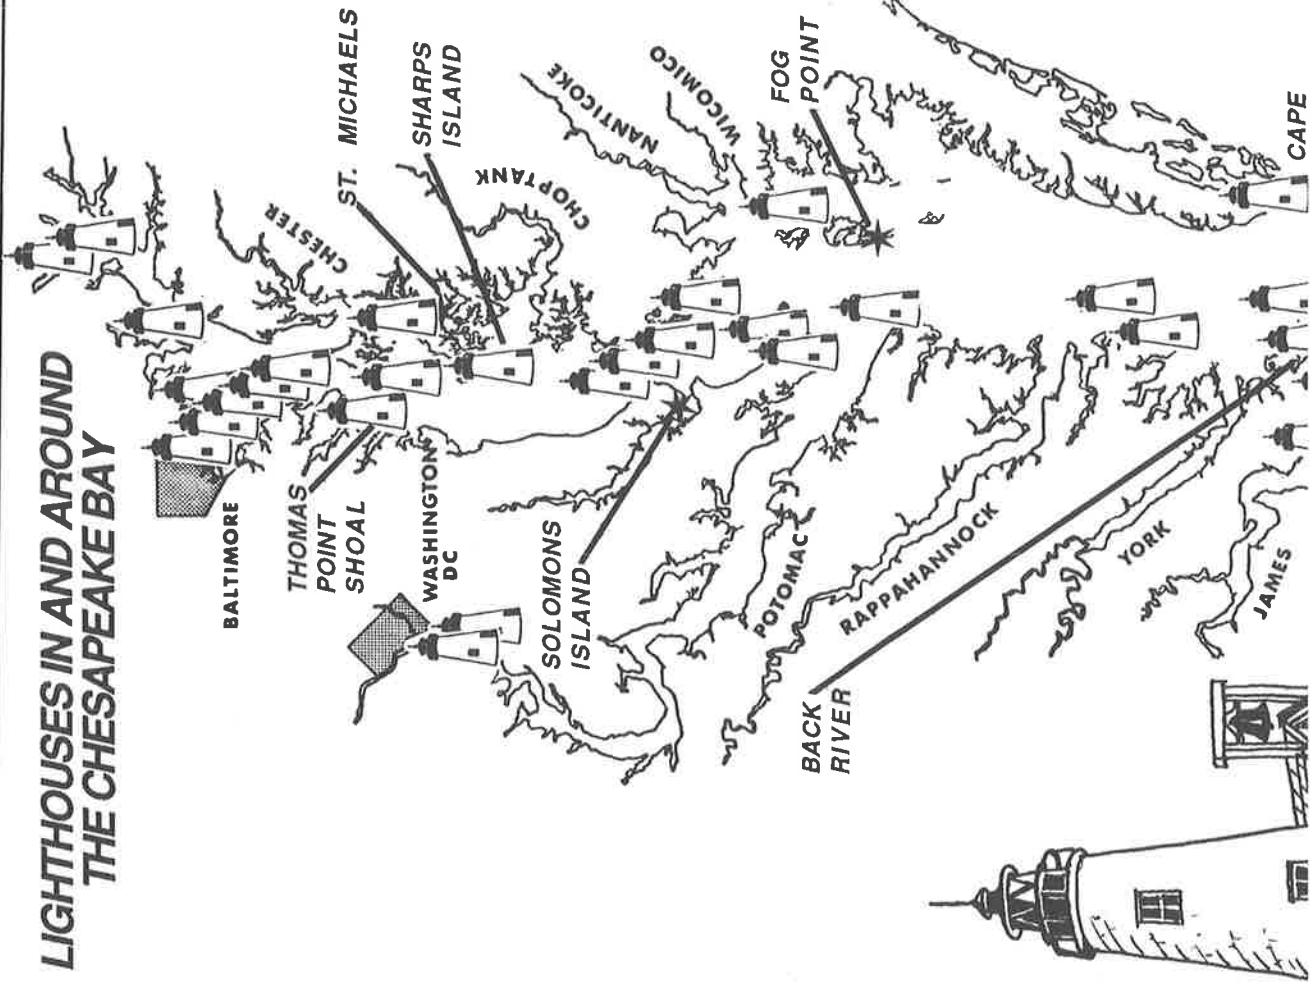 LIGHTHOUSES IN AND AROUND
THE CHESAPEAKE BAY
ST. MICHAELS
SHARPS
ISLAND
CHESTER
CHOPTANK
NANTICOKE
WICOMICO
FOG
POINT
CAPE
BALTIMORE
THOMAS
POINT
SHOAL
WASHINGTON
DC
SOLOMONS
ISLAND
POTOMAC
RAPPAHANNOCK
YORK
JAMES
BACK
RIVER